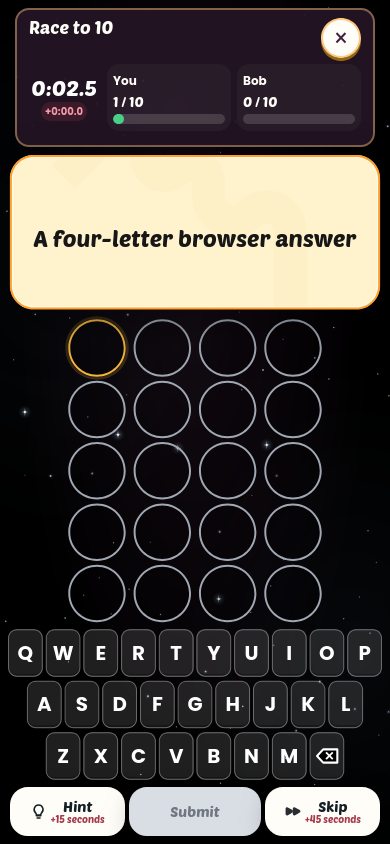 Race to 10
×
0:02.5
+0:00.0
You
1 / 10
Bob
0 / 10
A four-letter browser answer
Q W E R T Y U I O P
A S D F G H J K L
Z X C V B N M
Hint
+15 seconds
Submit
Skip
+45 seconds